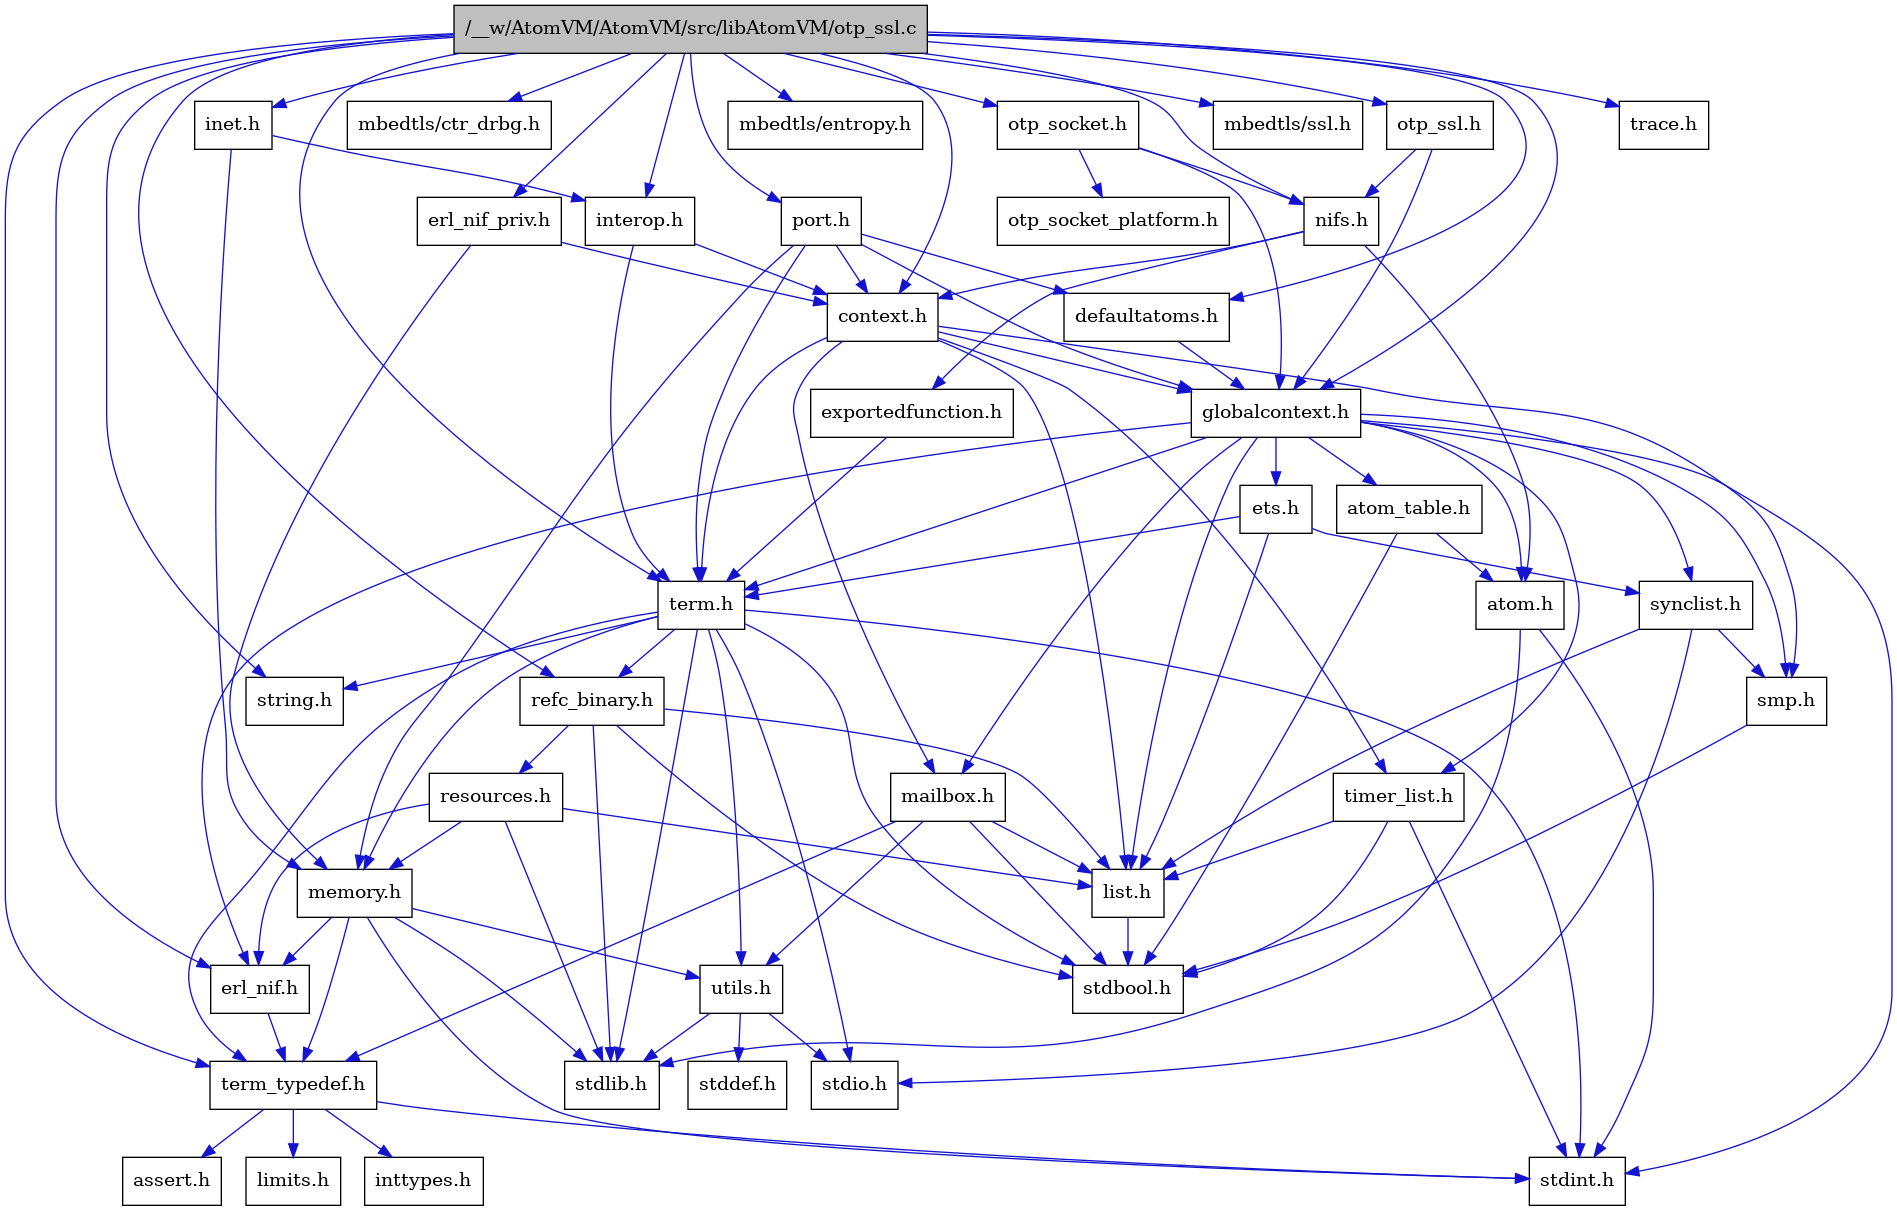 /__w/AtomVM/AtomVM/src/libAtomVM/otp_ssl.c
inet.h
mbedtls/ctr_drbg.h
mbedtls/entropy.h
otp_socket.h
mbedtls/ssl.h
otp_ssl.h
trace.h
erl_nif_priv.h
interop.h
port.h
otp_socket_platform.h
nifs.h
context.h
defaultatoms.h
exportedfunction.h
globalcontext.h
ets.h
atom_table.h
term.h
atom.h
synclist.h
string.h
refc_binary.h
smp.h
resources.h
mailbox.h
timer_list.h
memory.h
list.h
erl_nif.h
utils.h
stdbool.h
term_typedef.h
stdlib.h
stddef.h
stdio.h
assert.h
limits.h
inttypes.h
stdint.h